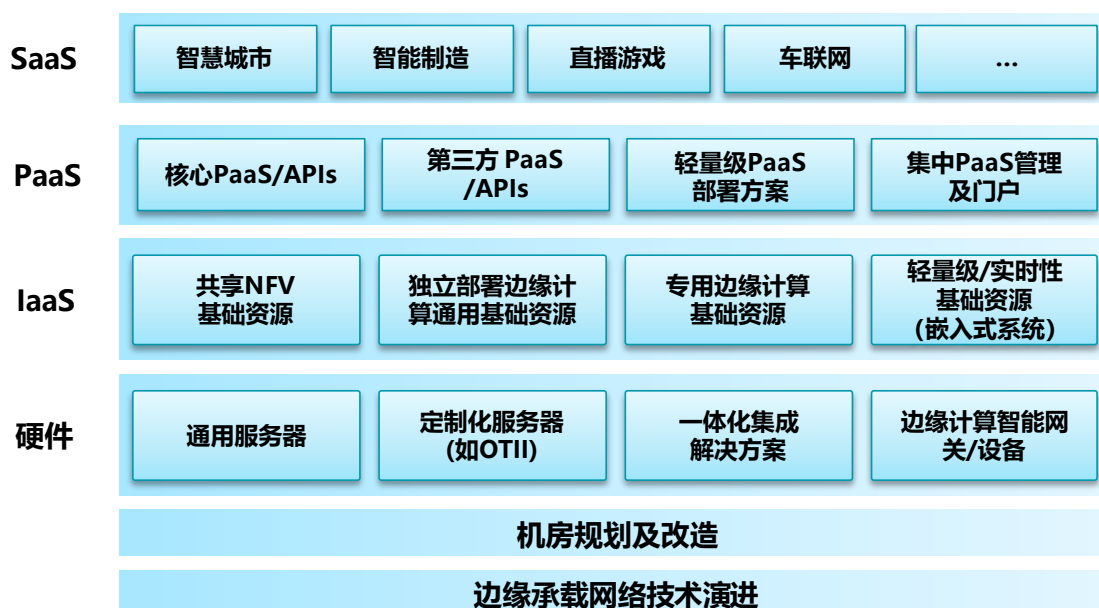 SaaS
智慧城市
智能制造
直播游戏
车联网
...
PaaS
核心PaaS/APIs
第三方 PaaS
/APIs
轻量级PaaS
部署方案
集中PaaS管理
及门户
IaaS
共享NFV
基础资源
独立部署边缘计
算通用基础资源
专用边缘计算
基础资源
轻量级/实时性
基础资源
(嵌入式系统)
硬件
通用服务器
定制化服务器
(如OTII)
一体化集成
解决方案
边缘计算智能网
关/设备
机房规划及改造
边缘承载网络技术演进